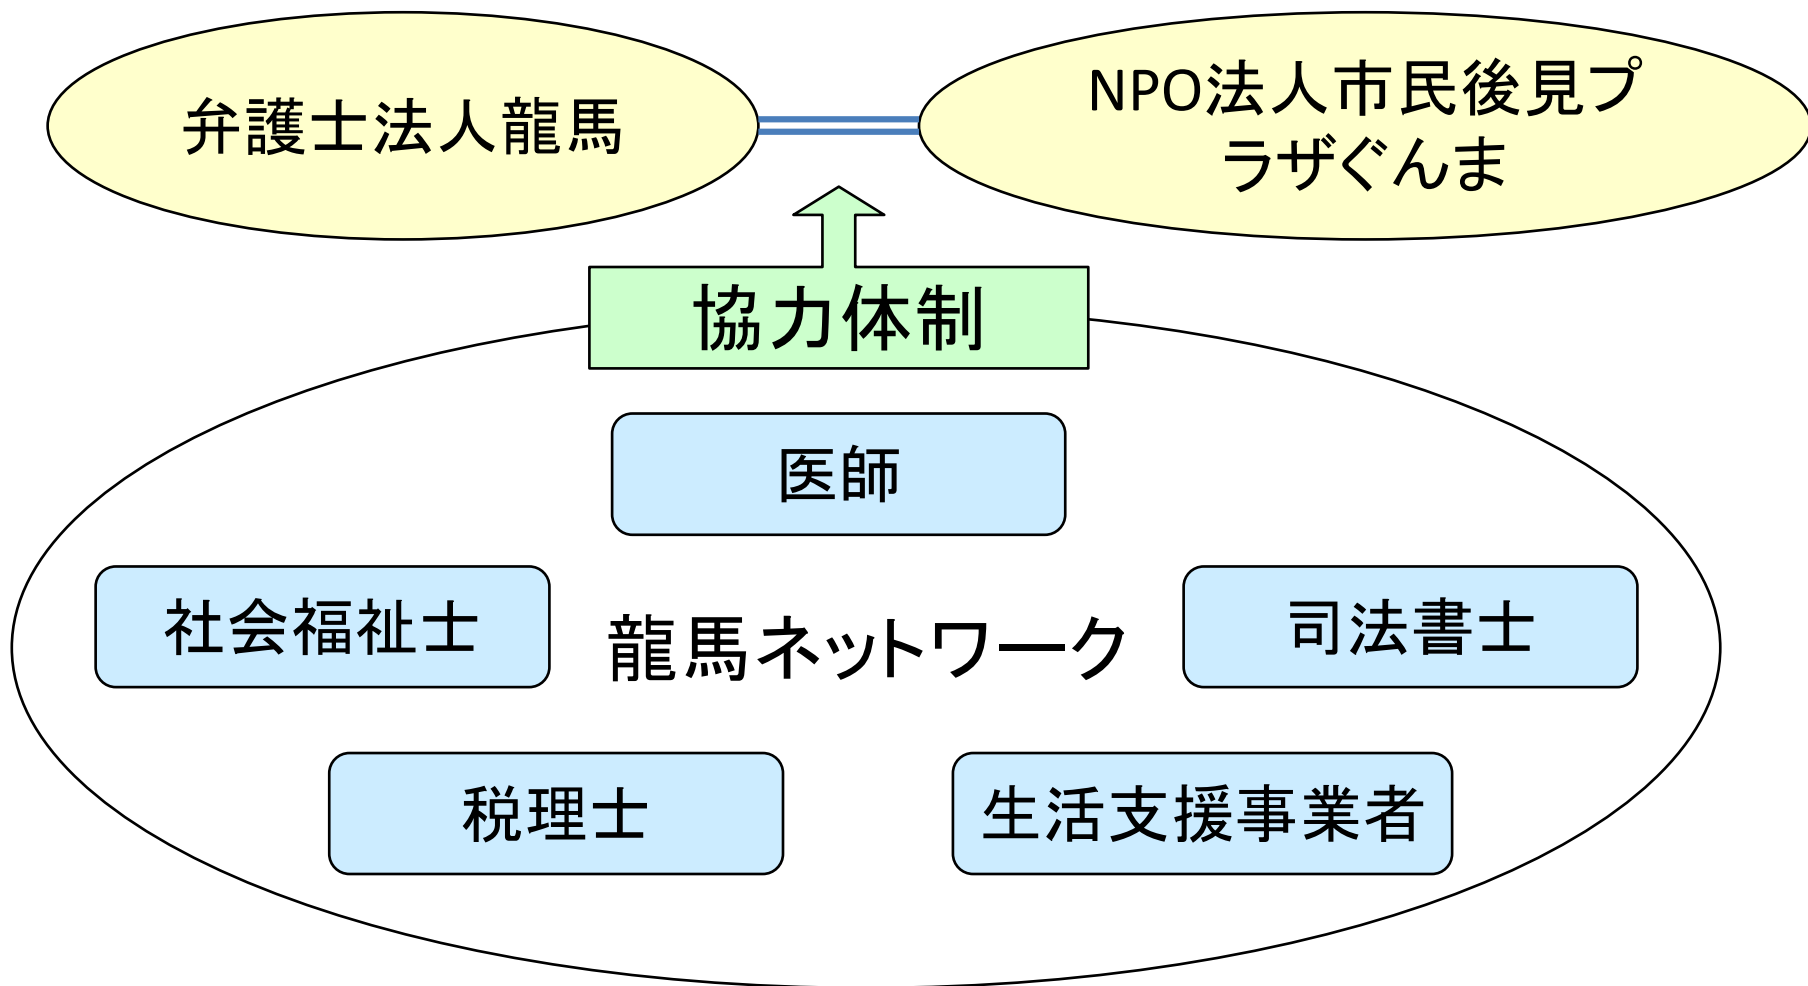 弁護士法人龍馬
NPO法人市民後見プ
ラザぐんま
協力体制
医師
社会福祉士
龍馬ネットワーク
司法書士
税理士
生活支援事業者